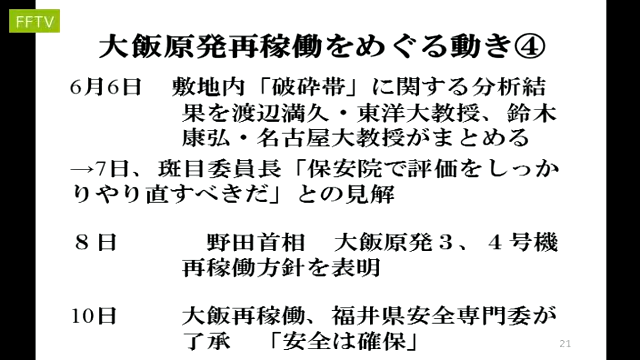 FFTV
大飯原発再稼働をめぐる動き④
6月6日　敷地内「破砕帯」に関する分析結
果を渡辺満久・東洋大教授、鈴木
康弘・名古屋大教授がまとめる
→7日、斑目委員長「保安院で評価をしっか
りやり直すべきだ」との見解
８日　野田首相　大飯原発３、４号機
再稼働方針を表明
10日　大飯再稼働、福井県安全専門委が
了承　「安全は確保」
21